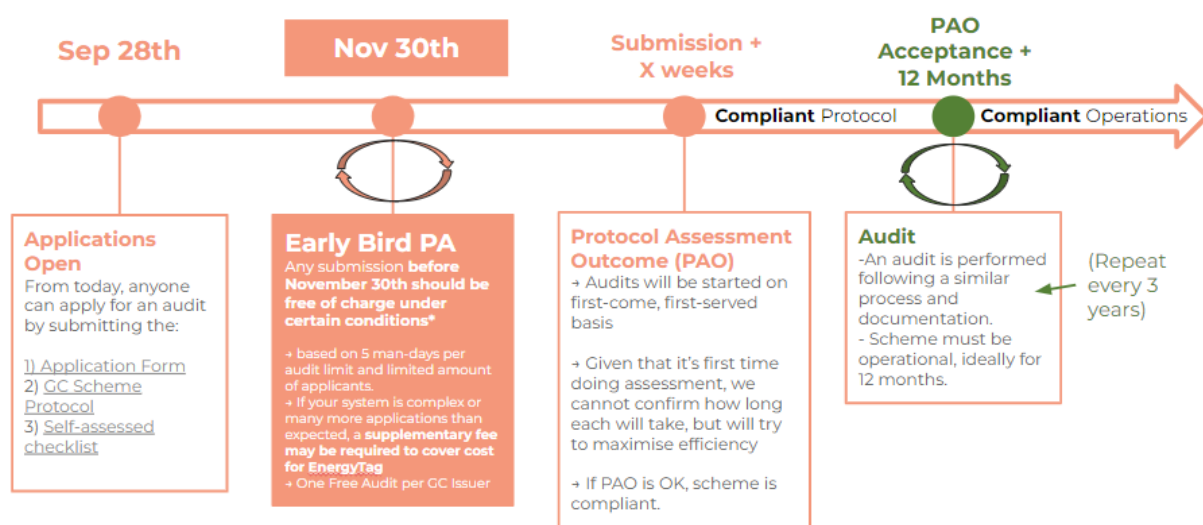 Sep 28th
Nov 30th
Submission +
X weeks
PAO
Acceptance +
12 Months
Compliant Protocol
Compliant Operations
Applications
Open
From today, anyone
can apply for an audit
by submitting the:
1) Application Form
2) GC Scheme
Protocol
3) Self-assessed
checklist
Early Bird PA
Any submission before
November 30th should be
free of charge under
certain conditions*
→ based on 5 man-days per
audit limit and limited amount
of applicants.
→ If your system is complex or
many more applications than
expected, a supplementary fee
may be required to cover cost
for EnergyTag
→ One Free Audit per GC Issuer
Protocol Assessment
Outcome (PAO)
→ Audits will be started on
first-come, first-served
basis
→ Given that it's first time
doing assessment, we
cannot confirm how long
each will take, but will try
to maximise efficiency
→ If PAO is OK, scheme is
compliant.
Audit
-An audit is performed
following a similar
process and
documentation.
- Scheme must be
operational, ideally for
12 months.
(Repeat
every 3
years)